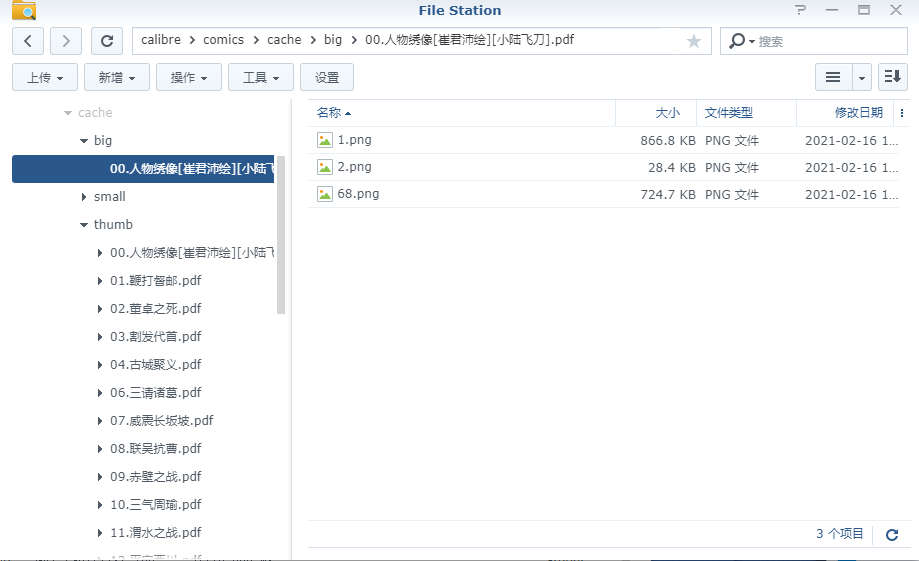 File Station
calibre > comics > cache > big > 00.人物绣像[崔君沛绘][小陆飞刀].pdf
搜索
上传 新增 操作 工具 设置
cache
big
00.人物绣像[崔君沛绘][小陆飞
small
thumb
00.人物绣像[崔君沛绘][小陆飞
01.鞭打督邮.pdf
02.董卓之死.pdf
03.割发代首.pdf
04.古城聚义.pdf
06.三请诸葛.pdf
07.威震长坂坡.pdf
08.联吴抗曹.pdf
09.赤壁之战.pdf
10.三气周瑜.pdf
11.渭水之战.pdf
名称 大小 文件类型 修改日期
1.png 866.8 KB PNG 文件 2021-02-16 1...
2.png 28.4 KB PNG 文件 2021-02-16 1...
68.png 724.7 KB PNG 文件 2021-02-16 1...
3 个项目